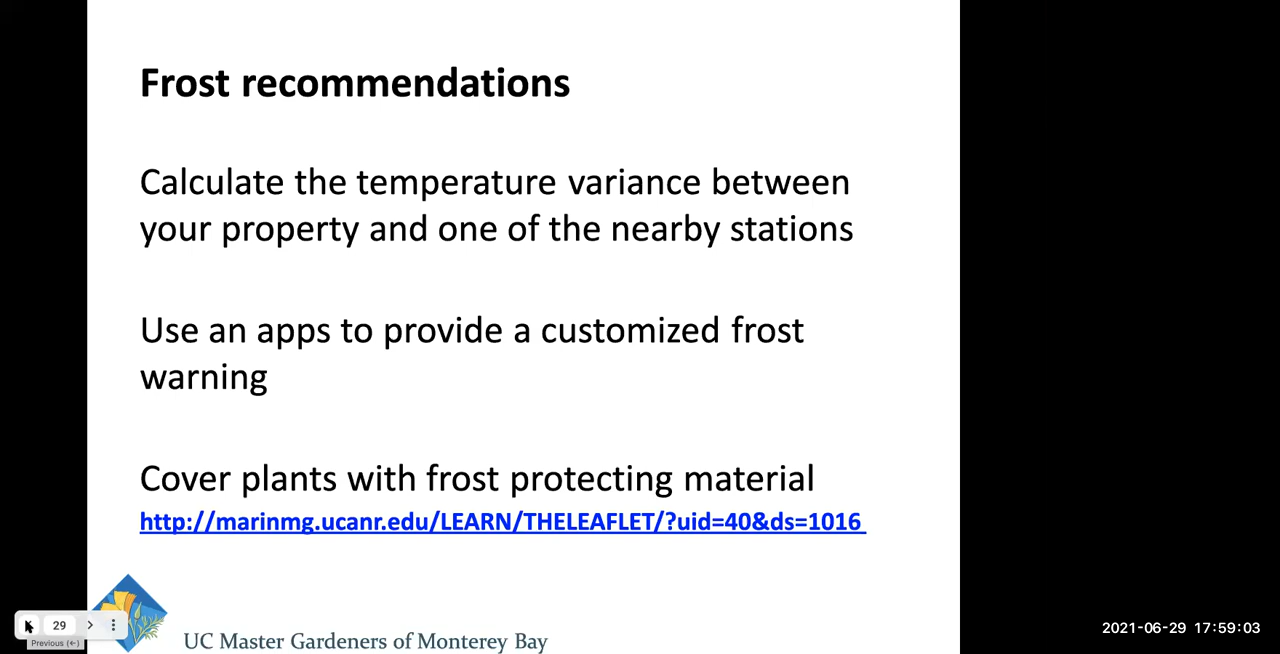 Frost recommendations
Calculate the temperature variance between
your property and one of the nearby stations
Use an apps to provide a customized frost
warning
Cover plants with frost protecting material
http://marinmg.ucanr.edu/LEARN/THELEAFLET/?uid=40&ds=1016
29
Previous (←)
UC Master Gardeners of Monterey Bay
2021-06-29 17:59:03